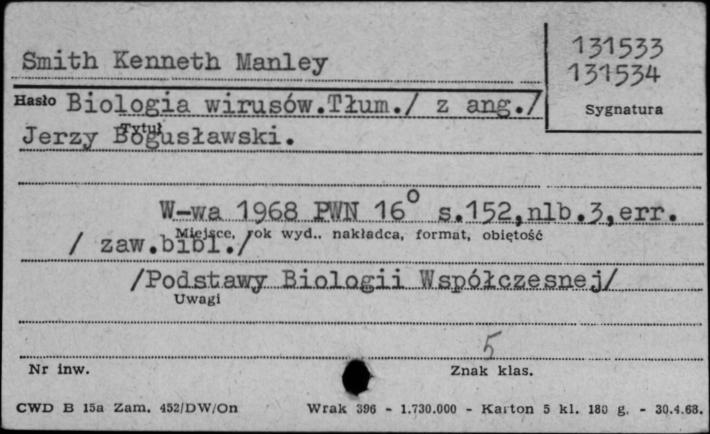 131533
Smith Kenneth Manley
131534
Hasło Biologia wirusów.Tłum./ z ang./
Sygnatura
Tytuł
Jerzy Bogusławski.
W-wa 1968 PWN 16° s.152,nlb.3,err.
Miejsce, rok wyd., nakładca, format, objętość
/ zaw.bibl./
/Podstawy Biologii Współczesnej/
Uwagi
5
Nr inw.
Znak klas.
CWD B 15a Zam. 452/DW/On Wrak 396 - 1.730.000 - Karton 5 kl. 180 g. - 30.4.68.